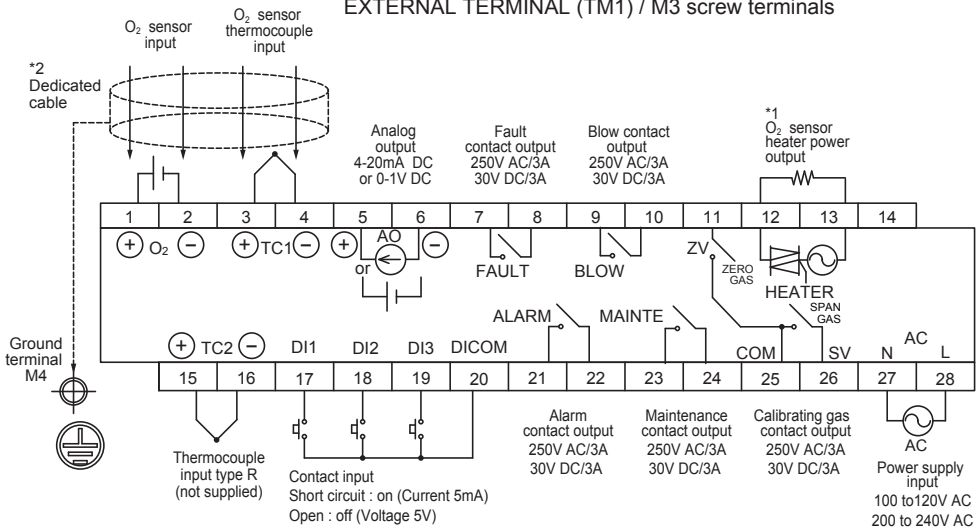 EXTERNAL TERMINAL (TM1) / M3 screw terminals
O2 sensor
input
O2 sensor
thermocouple
input
*2
Dedicated
cable
Analog
output
4-20mA DC
or 0-1V DC
Fault
contact output
250V AC/3A
30V DC/3A
Blow contact
output
250V AC/3A
30V DC/3A
*1
O2 sensor
heater power
output
1 2 3 4 5 6 7 8 9 10 11 12 13 14
+ O2 − + TC1 − + AO −
or
FAULT
BLOW
ZV
ZERO
GAS
HEATER
SPAN
GAS
ALARM
MAINTE
+ TC2 − DI1 DI2 DI3 DICOM
COM
SV
N AC L
15 16 17 18 19 20 21 22 23 24 25 26 27 28
Ground
terminal
M4
Thermocouple
input type R
(not supplied)
Contact input
Short circuit : on (Current 5mA)
Open : off (Voltage 5V)
Alarm
contact output
250V AC/3A
30V DC/3A
Maintenance
contact output
250V AC/3A
30V DC/3A
Calibrating gas
contact output
250V AC/3A
30V DC/3A
AC
Power supply
input
100 to120V AC
200 to 240V AC